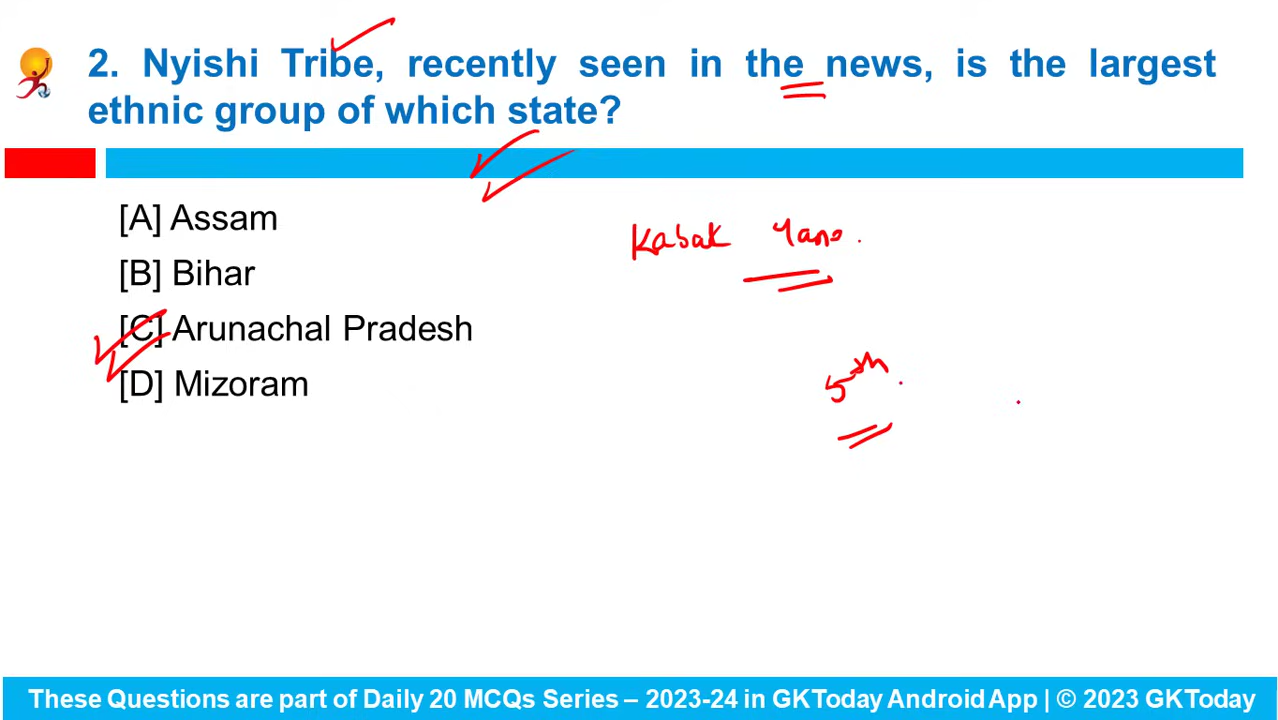 2. Nyishi Tribe, recently seen in the news, is the largest
ethnic group of which state?
[A] Assam
[B] Bihar
[C] Arunachal Pradesh
[D] Mizoram
Kabak Yano.
5th.
These Questions are part of Daily 20 MCQs Series – 2023-24 in GKToday Android App | © 2023 GKToday